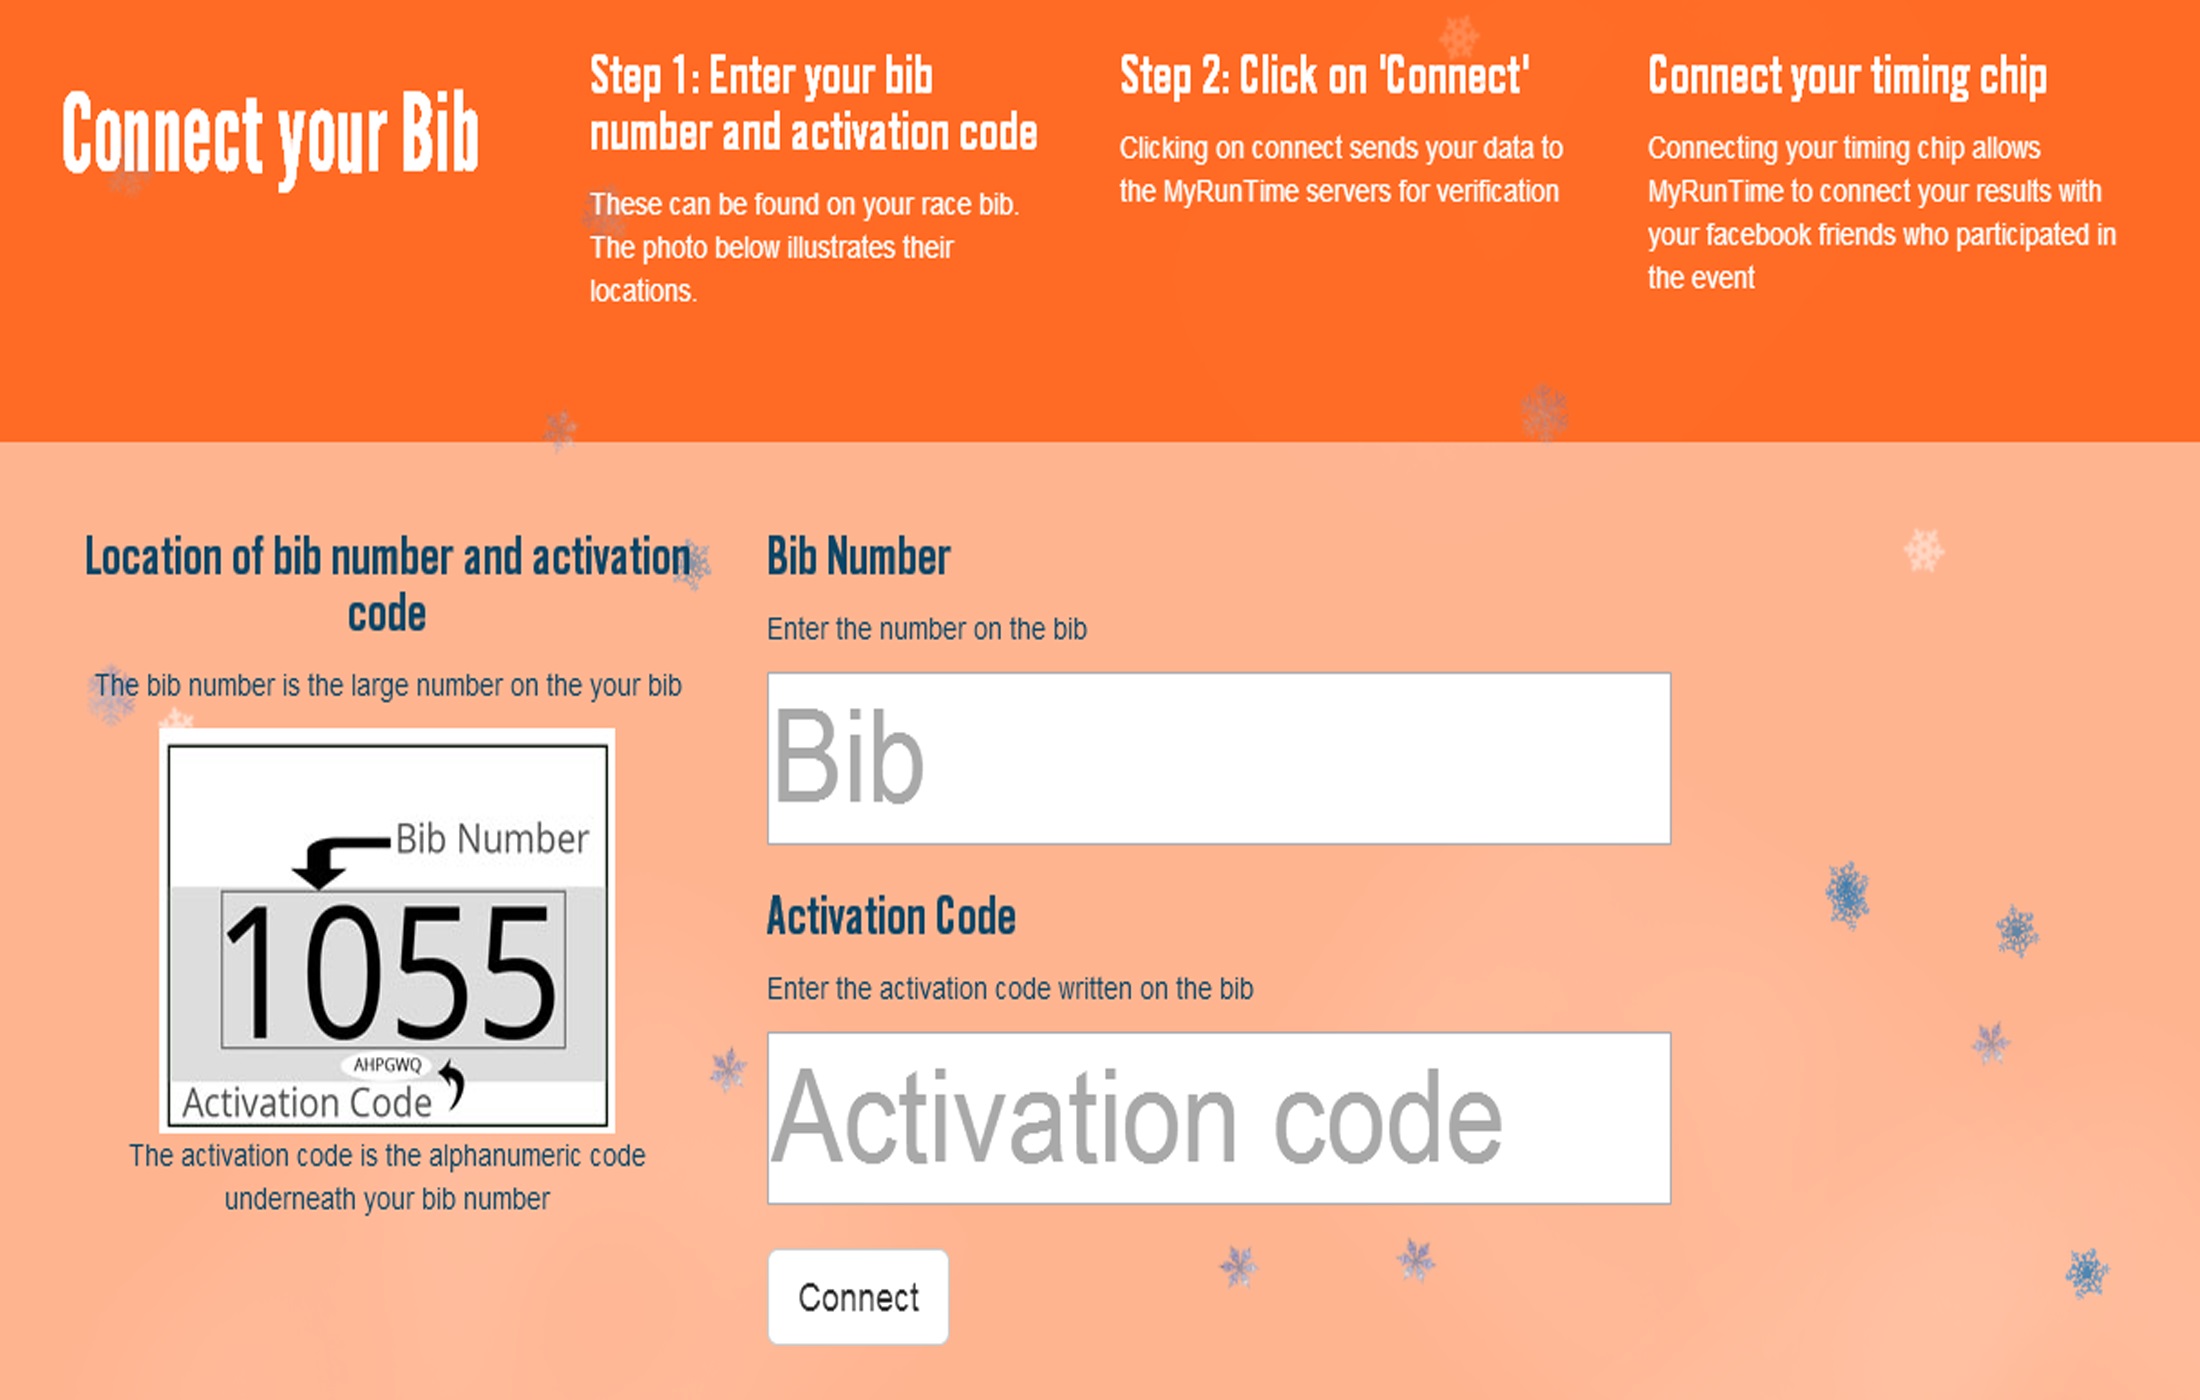 Connect your Bib
Step 1: Enter your bib
number and activation code
These can be found on your race bib.
The photo below illustrates their
locations.
Step 2: Click on 'Connect'
Clicking on connect sends your data to
the MyRunTime servers for verification
Connect your timing chip
Connecting your timing chip allows
MyRunTime to connect your results with
your facebook friends who participated in
the event
Location of bib number and activation
code
The bib number is the large number on the your bib
Bib Number
1055
AHPGWQ
Activation Code
The activation code is the alphanumeric code
underneath your bib number
Bib Number
Enter the number on the bib
Bib
Activation Code
Enter the activation code written on the bib
Activation code
Connect